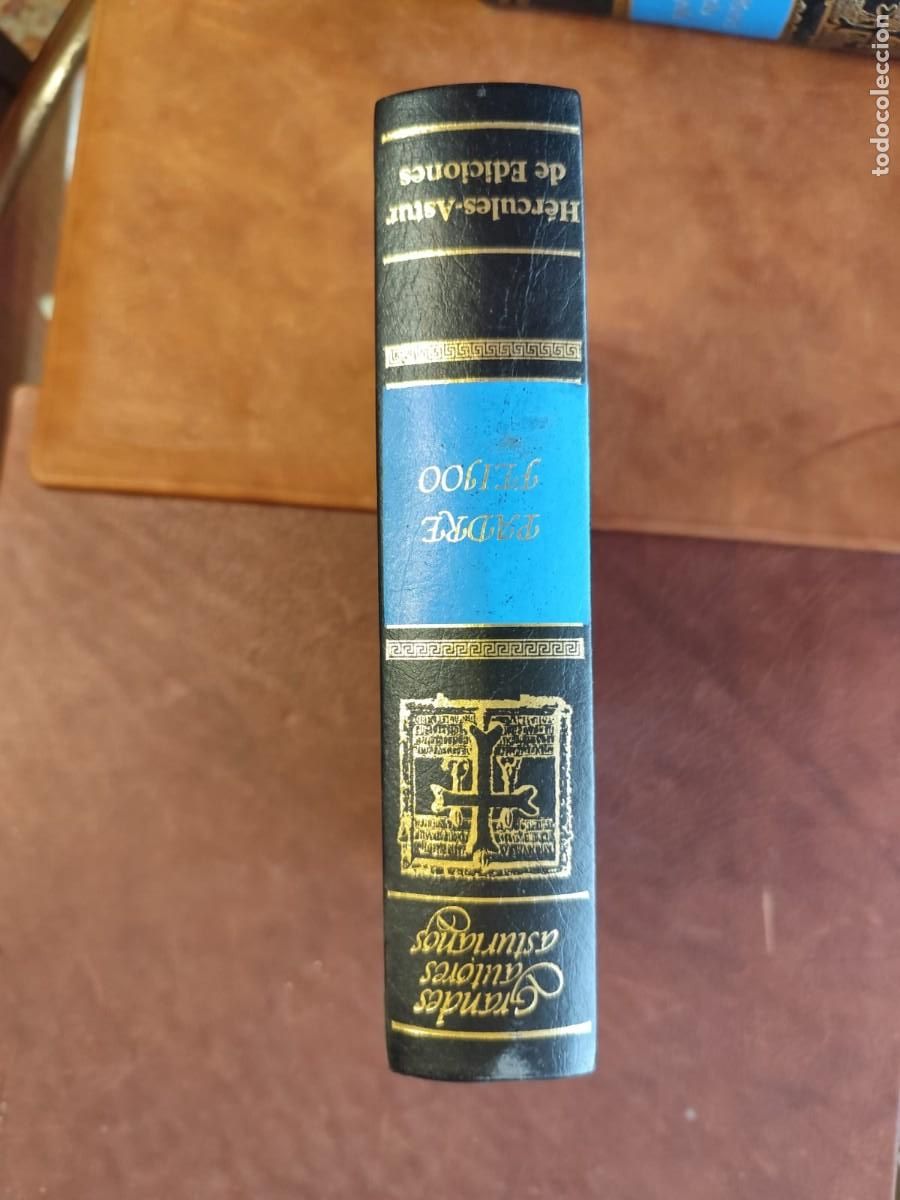 Grandes
autores
asturianos
PADRE
FEIJOO
Hércules-Astur
de Ediciones
todocoleccion